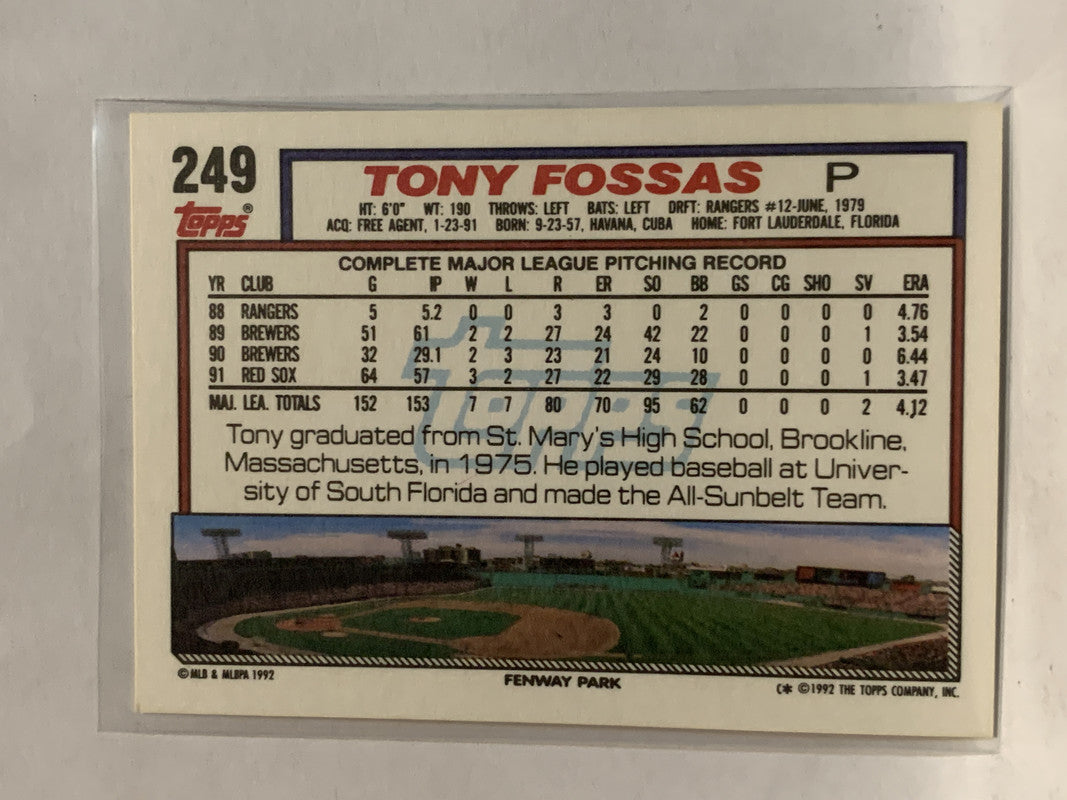 249
topps®
TONY FOSSAS P
HT: 6'0" WT: 190 THROWS: LEFT BATS: LEFT DRFT: RANGERS #12-JUNE, 1979
ACQ: FREE AGENT, 1-23-91 BORN: 9-23-57, HAVANA, CUBA HOME: FORT LAUDERDALE, FLORIDA
COMPLETE MAJOR LEAGUE PITCHING RECORD
YR CLUB G IP W L R ER SO BB GS CG SHO SV ERA
88 RANGERS 5 5.2 0 0 3 3 0 2 0 0 0 0 4.76
89 BREWERS 51 61 2 2 27 24 42 22 0 0 0 1 3.54
90 BREWERS 32 29.1 2 3 23 21 24 10 0 0 0 0 6.44
91 RED SOX 64 57 3 2 27 22 29 28 0 0 0 1 3.47
MAJ. LEA. TOTALS 152 153 7 7 80 70 95 62 0 0 0 2 4.12
topps
Tony graduated from St. Mary's High School, Brookline,
Massachusetts, in 1975. He played baseball at Univer-
sity of South Florida and made the All-Sunbelt Team.
©MLB & MLBPA 1992
FENWAY PARK
C* ©1992 THE TOPPS COMPANY, INC.